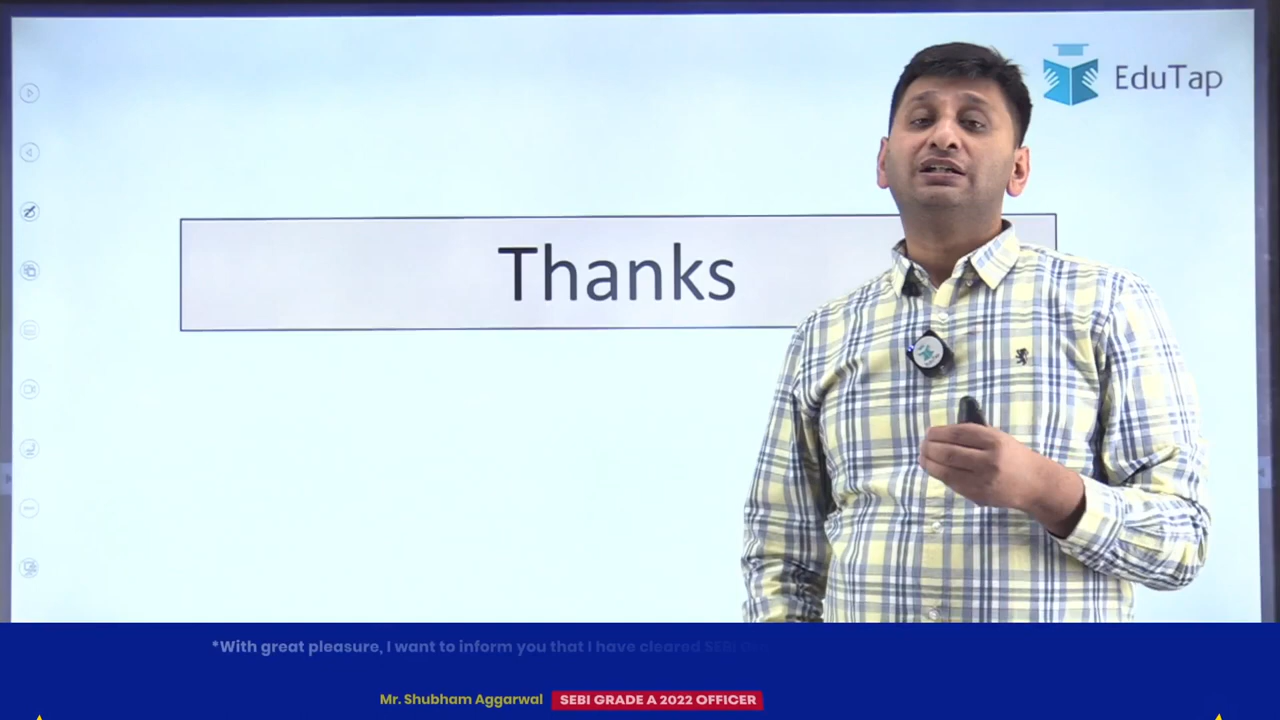 EduTap
Thanks
*With great pleasure, I want to inform you that I have cleared SEBI
Mr. Shubham Aggarwal SEBI GRADE A 2022 OFFICER